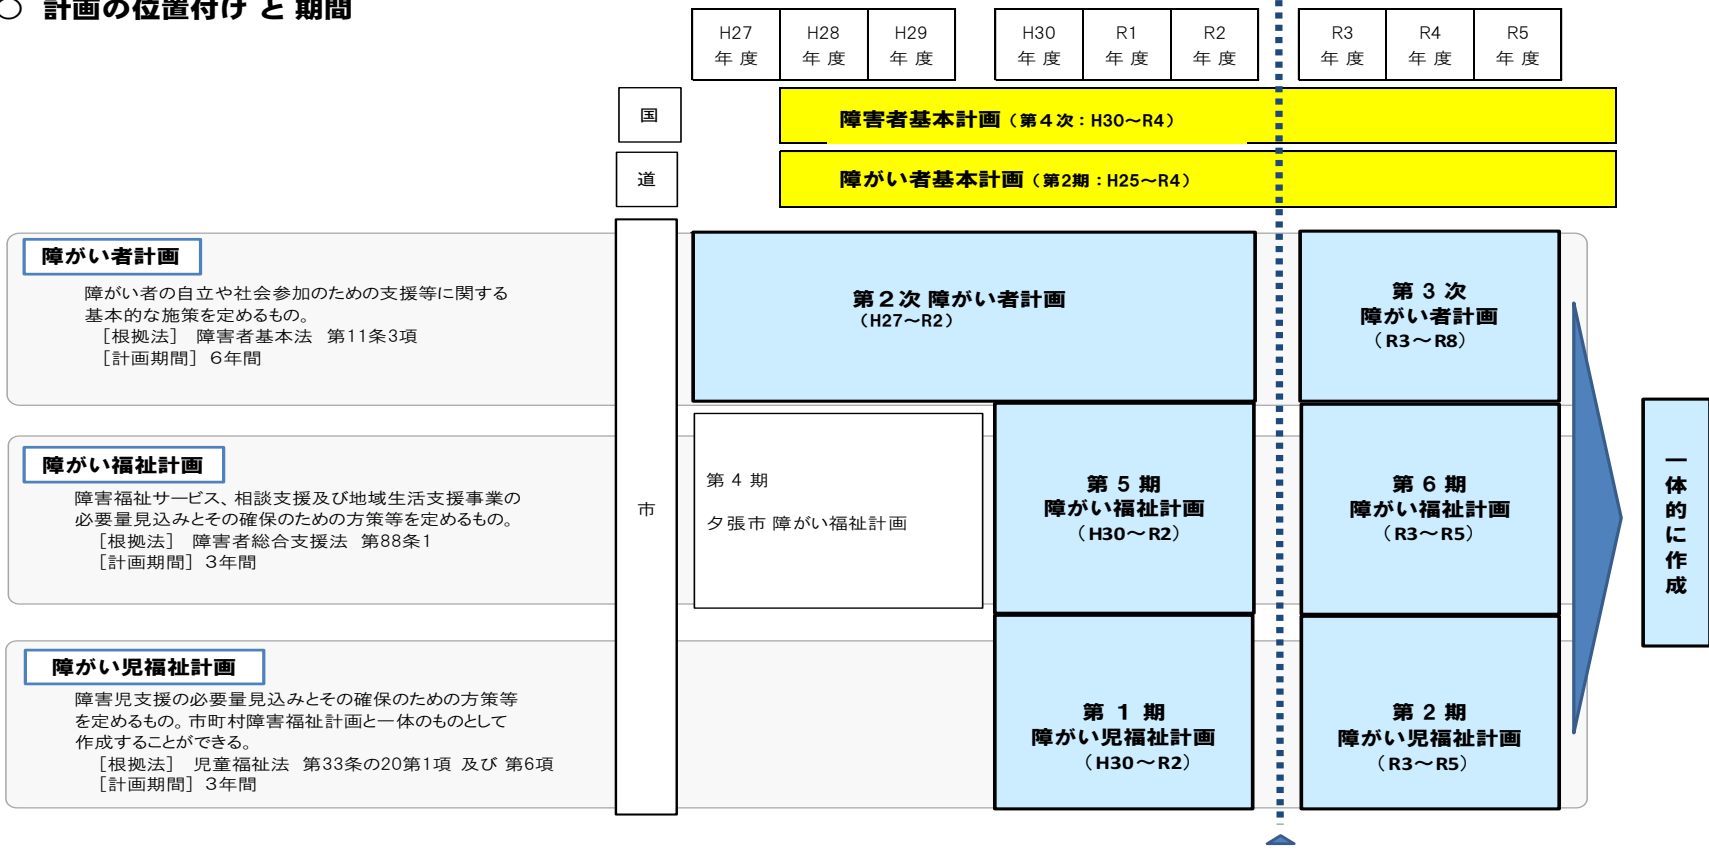 ○ 計画の位置付け と 期間
H27 H28 H29 H30 R1 R2 R3 R4 R5
年 度 年 度 年 度 年 度 年 度 年 度 年 度 年 度 年 度
国
障害者基本計画（第４次：H30～R4）
道
障がい者基本計画（第2期：H25～R4）
障がい者計画
障がい者の自立や社会参加のための支援等に関する
基本的な施策を定めるもの。
［根拠法］ 障害者基本法 第11条3項
［計画期間］ 6年間
市
第２次 障がい者計画
（H27～R2）
第 3 次
障がい者計画
（R3～R8）
障がい福祉計画
障害福祉サービス、相談支援及び地域生活支援事業の
必要量見込みとその確保のための方策等を定めるもの。
［根拠法］ 障害者総合支援法 第88条1
［計画期間］ 3年間
第 4 期
夕張市 障がい福祉計画
第 5 期
障がい福祉計画
（H30～R2）
第 6 期
障がい福祉計画
（R3～R5）
障がい児福祉計画
障害児支援の必要量見込みとその確保のための方策等
を定めるもの。市町村障害福祉計画と一体のものとして
作成することができる。
［根拠法］ 児童福祉法 第33条の20第1項 及び 第6項
［計画期間］ 3年間
第 1 期
障がい児福祉計画
（H30～R2）
第 2 期
障がい児福祉計画
（R3～R5）
一体的に作成